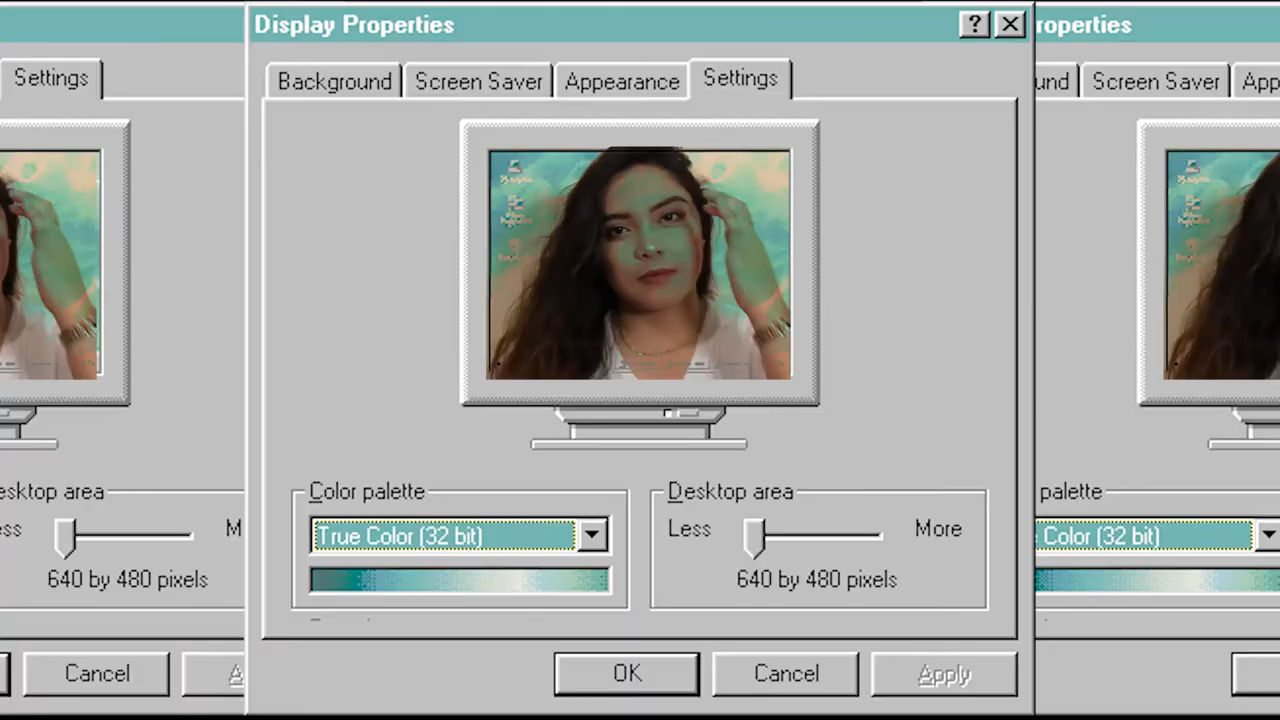 Display Properties
roperties
Settings
Background
Screen Saver
Appearance
Settings
und
Screen Saver
App
esktop area
Color palette
Desktop area
palette
ess
M
True Color (32 bit)
Less
More
Color (32 bit)
640 by 480 pixels
640 by 480 pixels
Cancel
A
OK
Cancel
Apply